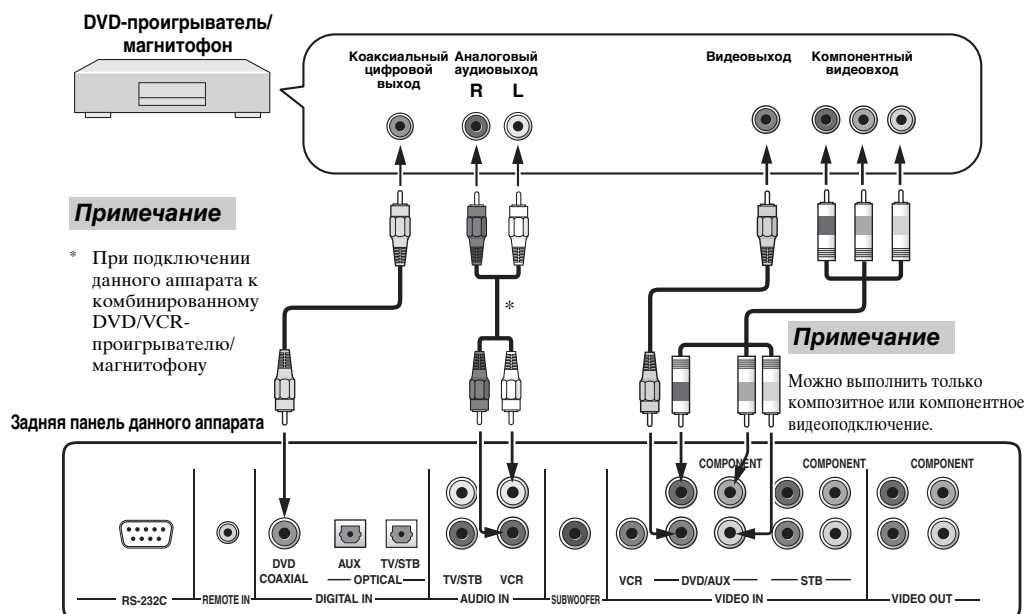 DVD-проигрыватель/
магнитофон
Коаксиальный
цифровой
выход
Аналоговый
аудиовыход
R L
Видеовыход
Компонентный
видеовход
Примечание
* При подключении
данного аппарата к
комбинированному
DVD/VCR-
проигрывателю/
магнитофону
*
Примечание
Можно выполнить только
композитное или компонентное
видеоподключение.
Задняя панель данного аппарата
COMPONENT COMPONENT COMPONENT
DVD
COAXIAL
AUX TV/STB
OPTICAL
TV/STB VCR
VCR DVD/AUX STB
RS-232C REMOTE IN DIGITAL IN AUDIO IN SUBWOOFER VIDEO IN VIDEO OUT